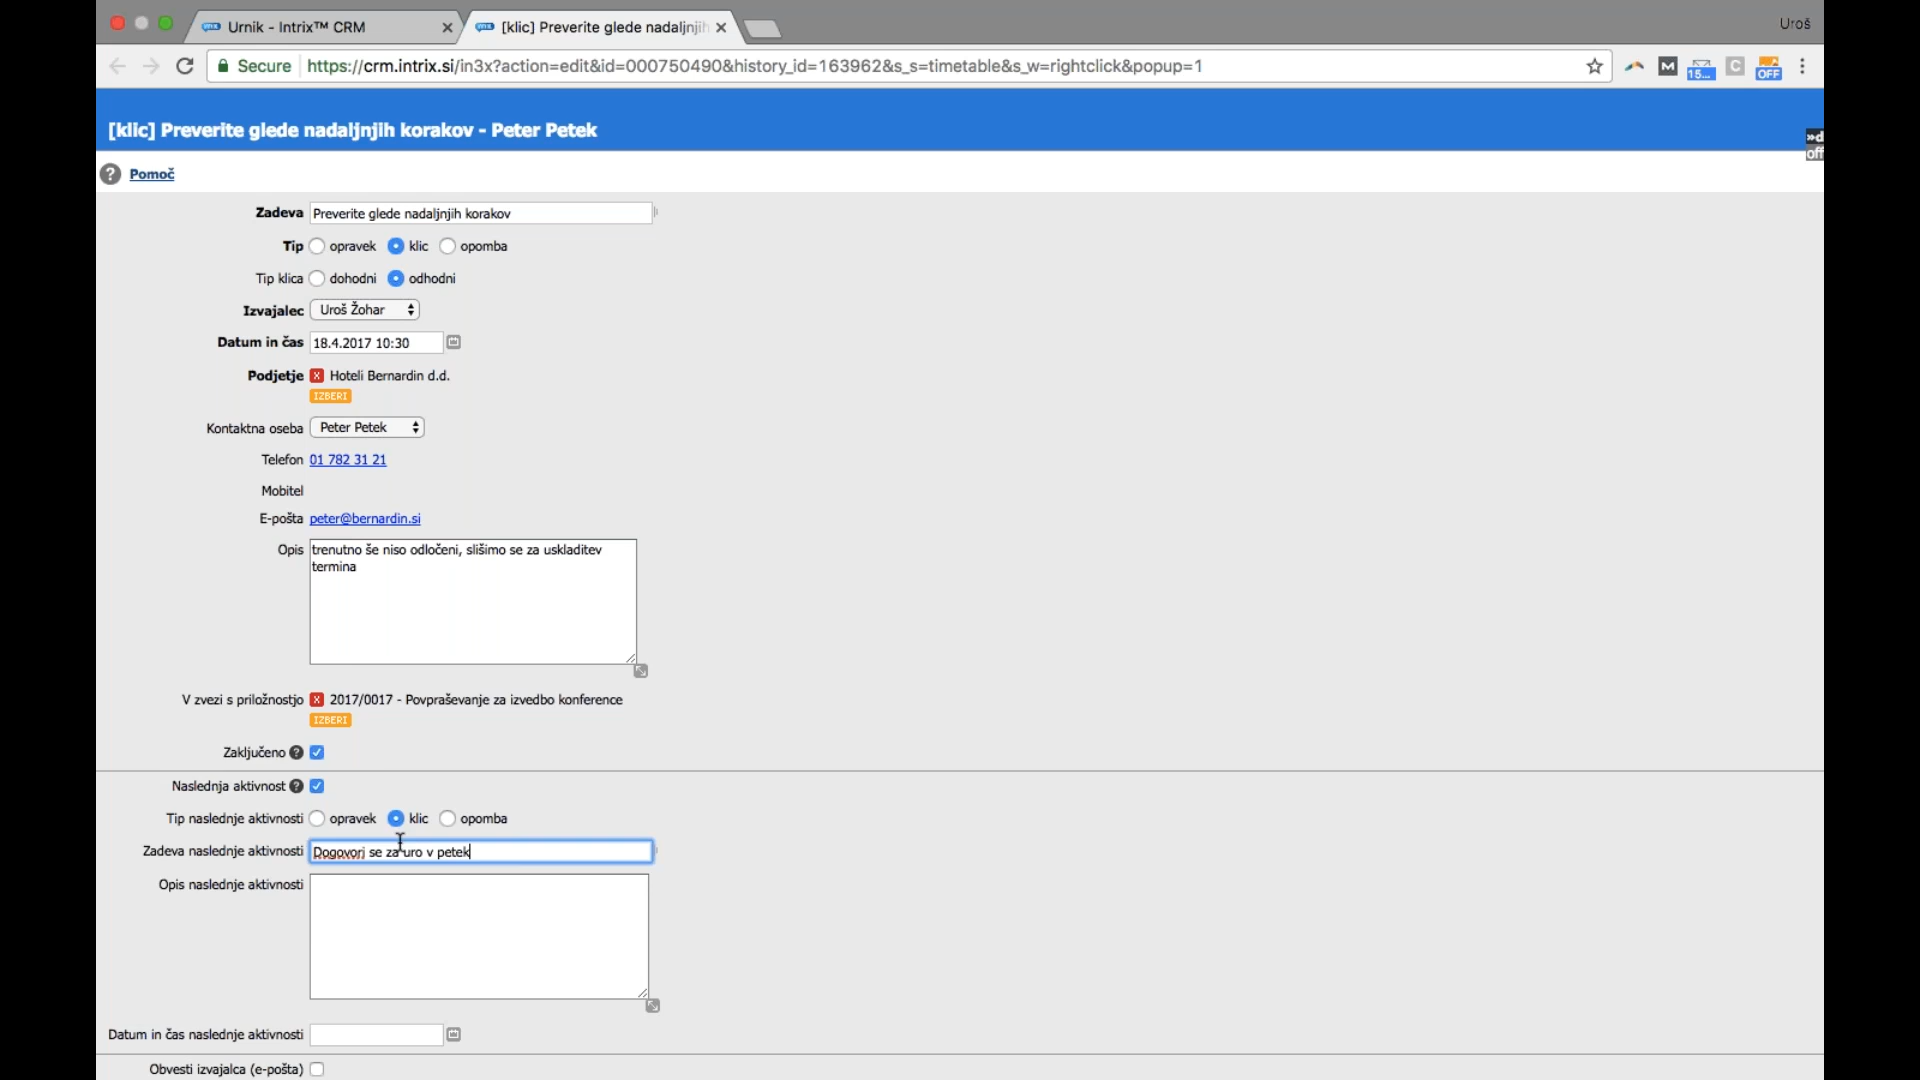 Urnik - Intrix™ CRM
[klic] Preverite glede nadaljnjih
Uroš
Secure
https://crm.intrix.si/in3x?action=edit&id=000750490&history_id=163962&s_s=timetable&s_w=rightclick&popup=1
M
15...
C
OFF
[klic] Preverite glede nadaljnjih korakov - Peter Petek
»d
off
? Pomoč
Zadeva Preverite glede nadaljnjih korakov
Tip opravek klic opomba
Tip klica dohodni odhodni
Izvajalec Uroš Žohar
Datum in čas 18.4.2017 10:30
Podjetje X Hoteli Bernardin d.d.
IZBERI
Kontaktna oseba Peter Petek
Telefon 01 782 31 21
Mobitel
E-pošta peter@bernardin.si
Opis trenutno še niso odločeni, slišimo se za uskladitev
termina
V zvezi s priložnostjo X 2017/0017 - Povpraševanje za izvedbo konference
IZBERI
Zaključeno ?
Naslednja aktivnost ?
Tip naslednje aktivnosti opravek klic opomba
Zadeva naslednje aktivnosti Dogovori se za uro v petek
Opis naslednje aktivnosti
Datum in čas naslednje aktivnosti
Obvesti izvajalca (e-pošta)